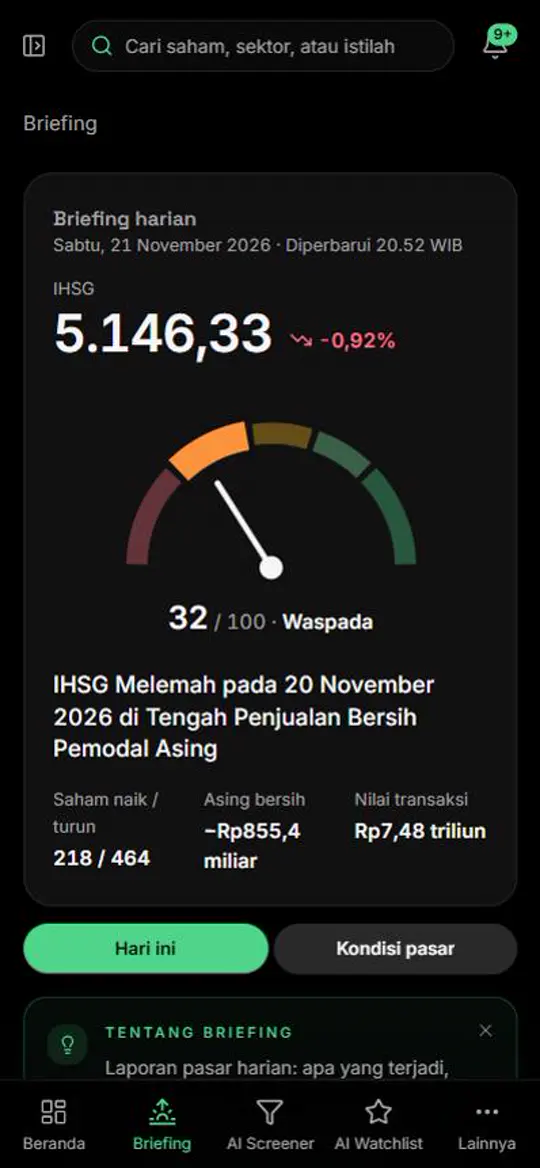 Cari saham, sektor, atau istilah
9+
Briefing
Briefing harian
Sabtu, 21 November 2026 · Diperbarui 20.52 WIB
IHSG
5.146,33 -0,92%
32 / 100 · Waspada
IHSG Melemah pada 20 November
2026 di Tengah Penjualan Bersih
Pemodal Asing
Saham naik /
turun
218 / 464
Asing bersih
−Rp855,4
miliar
Nilai transaksi
Rp7,48 triliun
Hari ini
Kondisi pasar
TENTANG BRIEFING
Laporan pasar harian: apa yang terjadi,
Beranda
Briefing
AI Screener
AI Watchlist
Lainnya